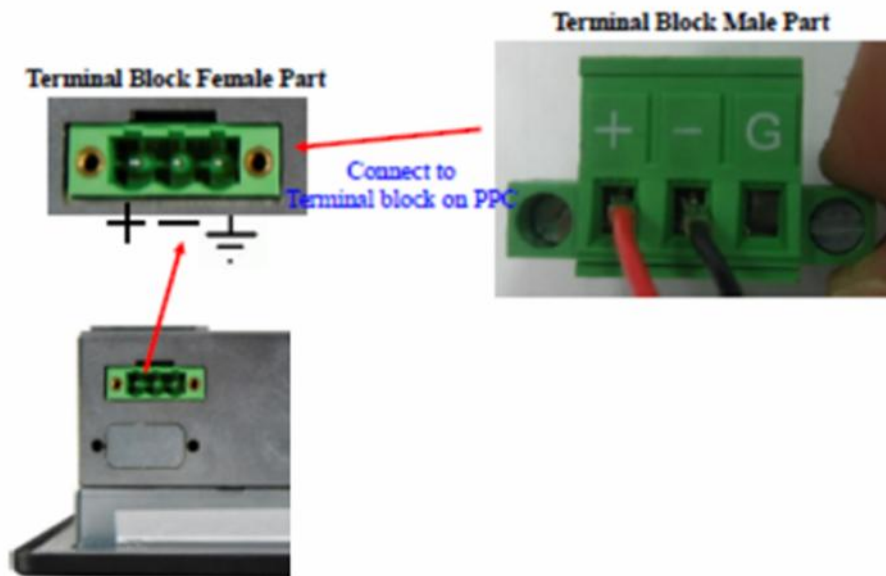 Terminal Block Male Part
Terminal Block Female Part
+ - G
Connect to
Terminal block on PPC
+ -